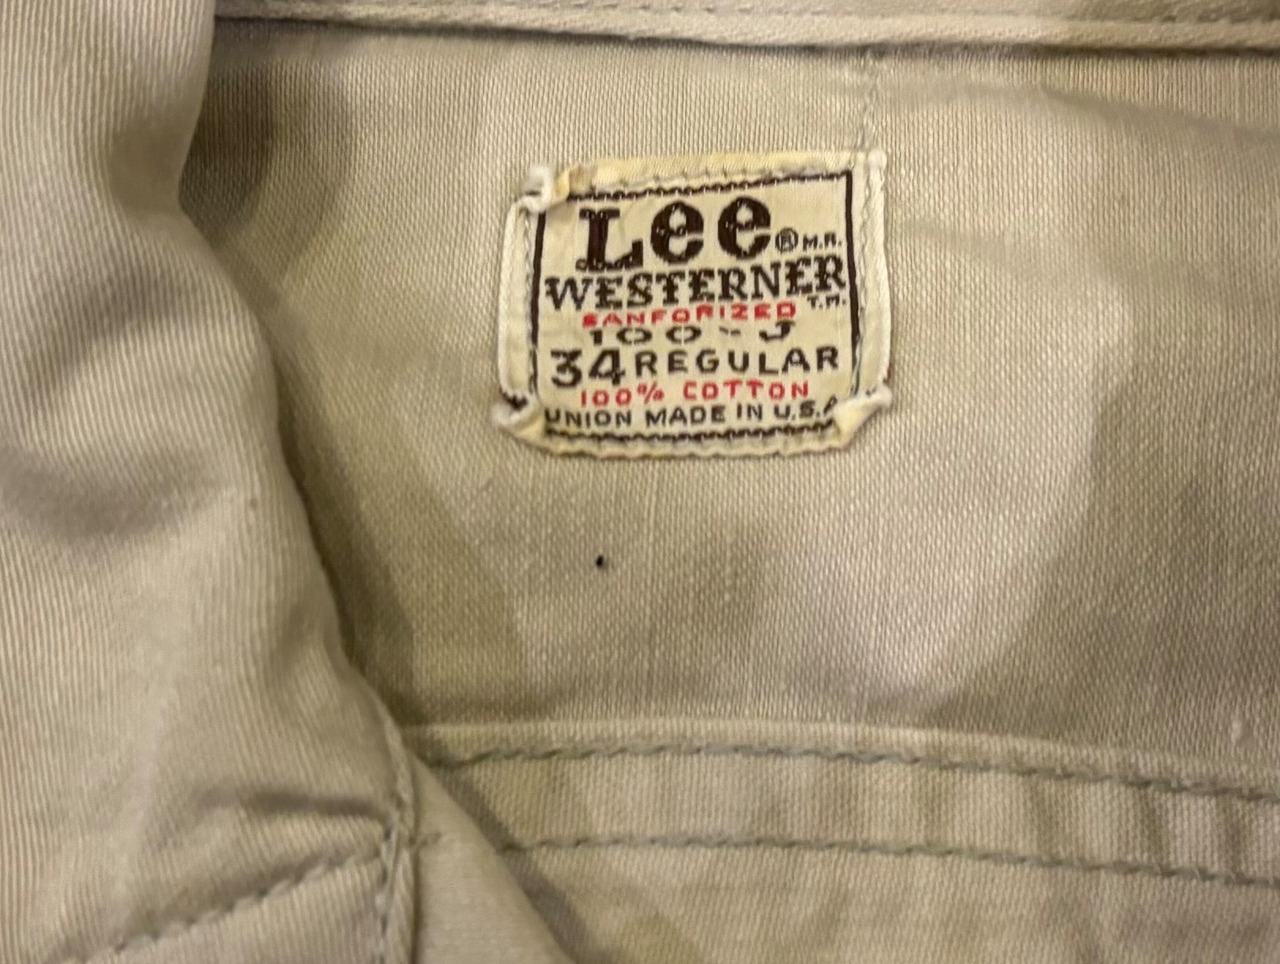 Lee® M.R.
WESTERNER T.M.
SANFORIZED
100-J
34 REGULAR
100% COTTON
UNION MADE IN U.S.A